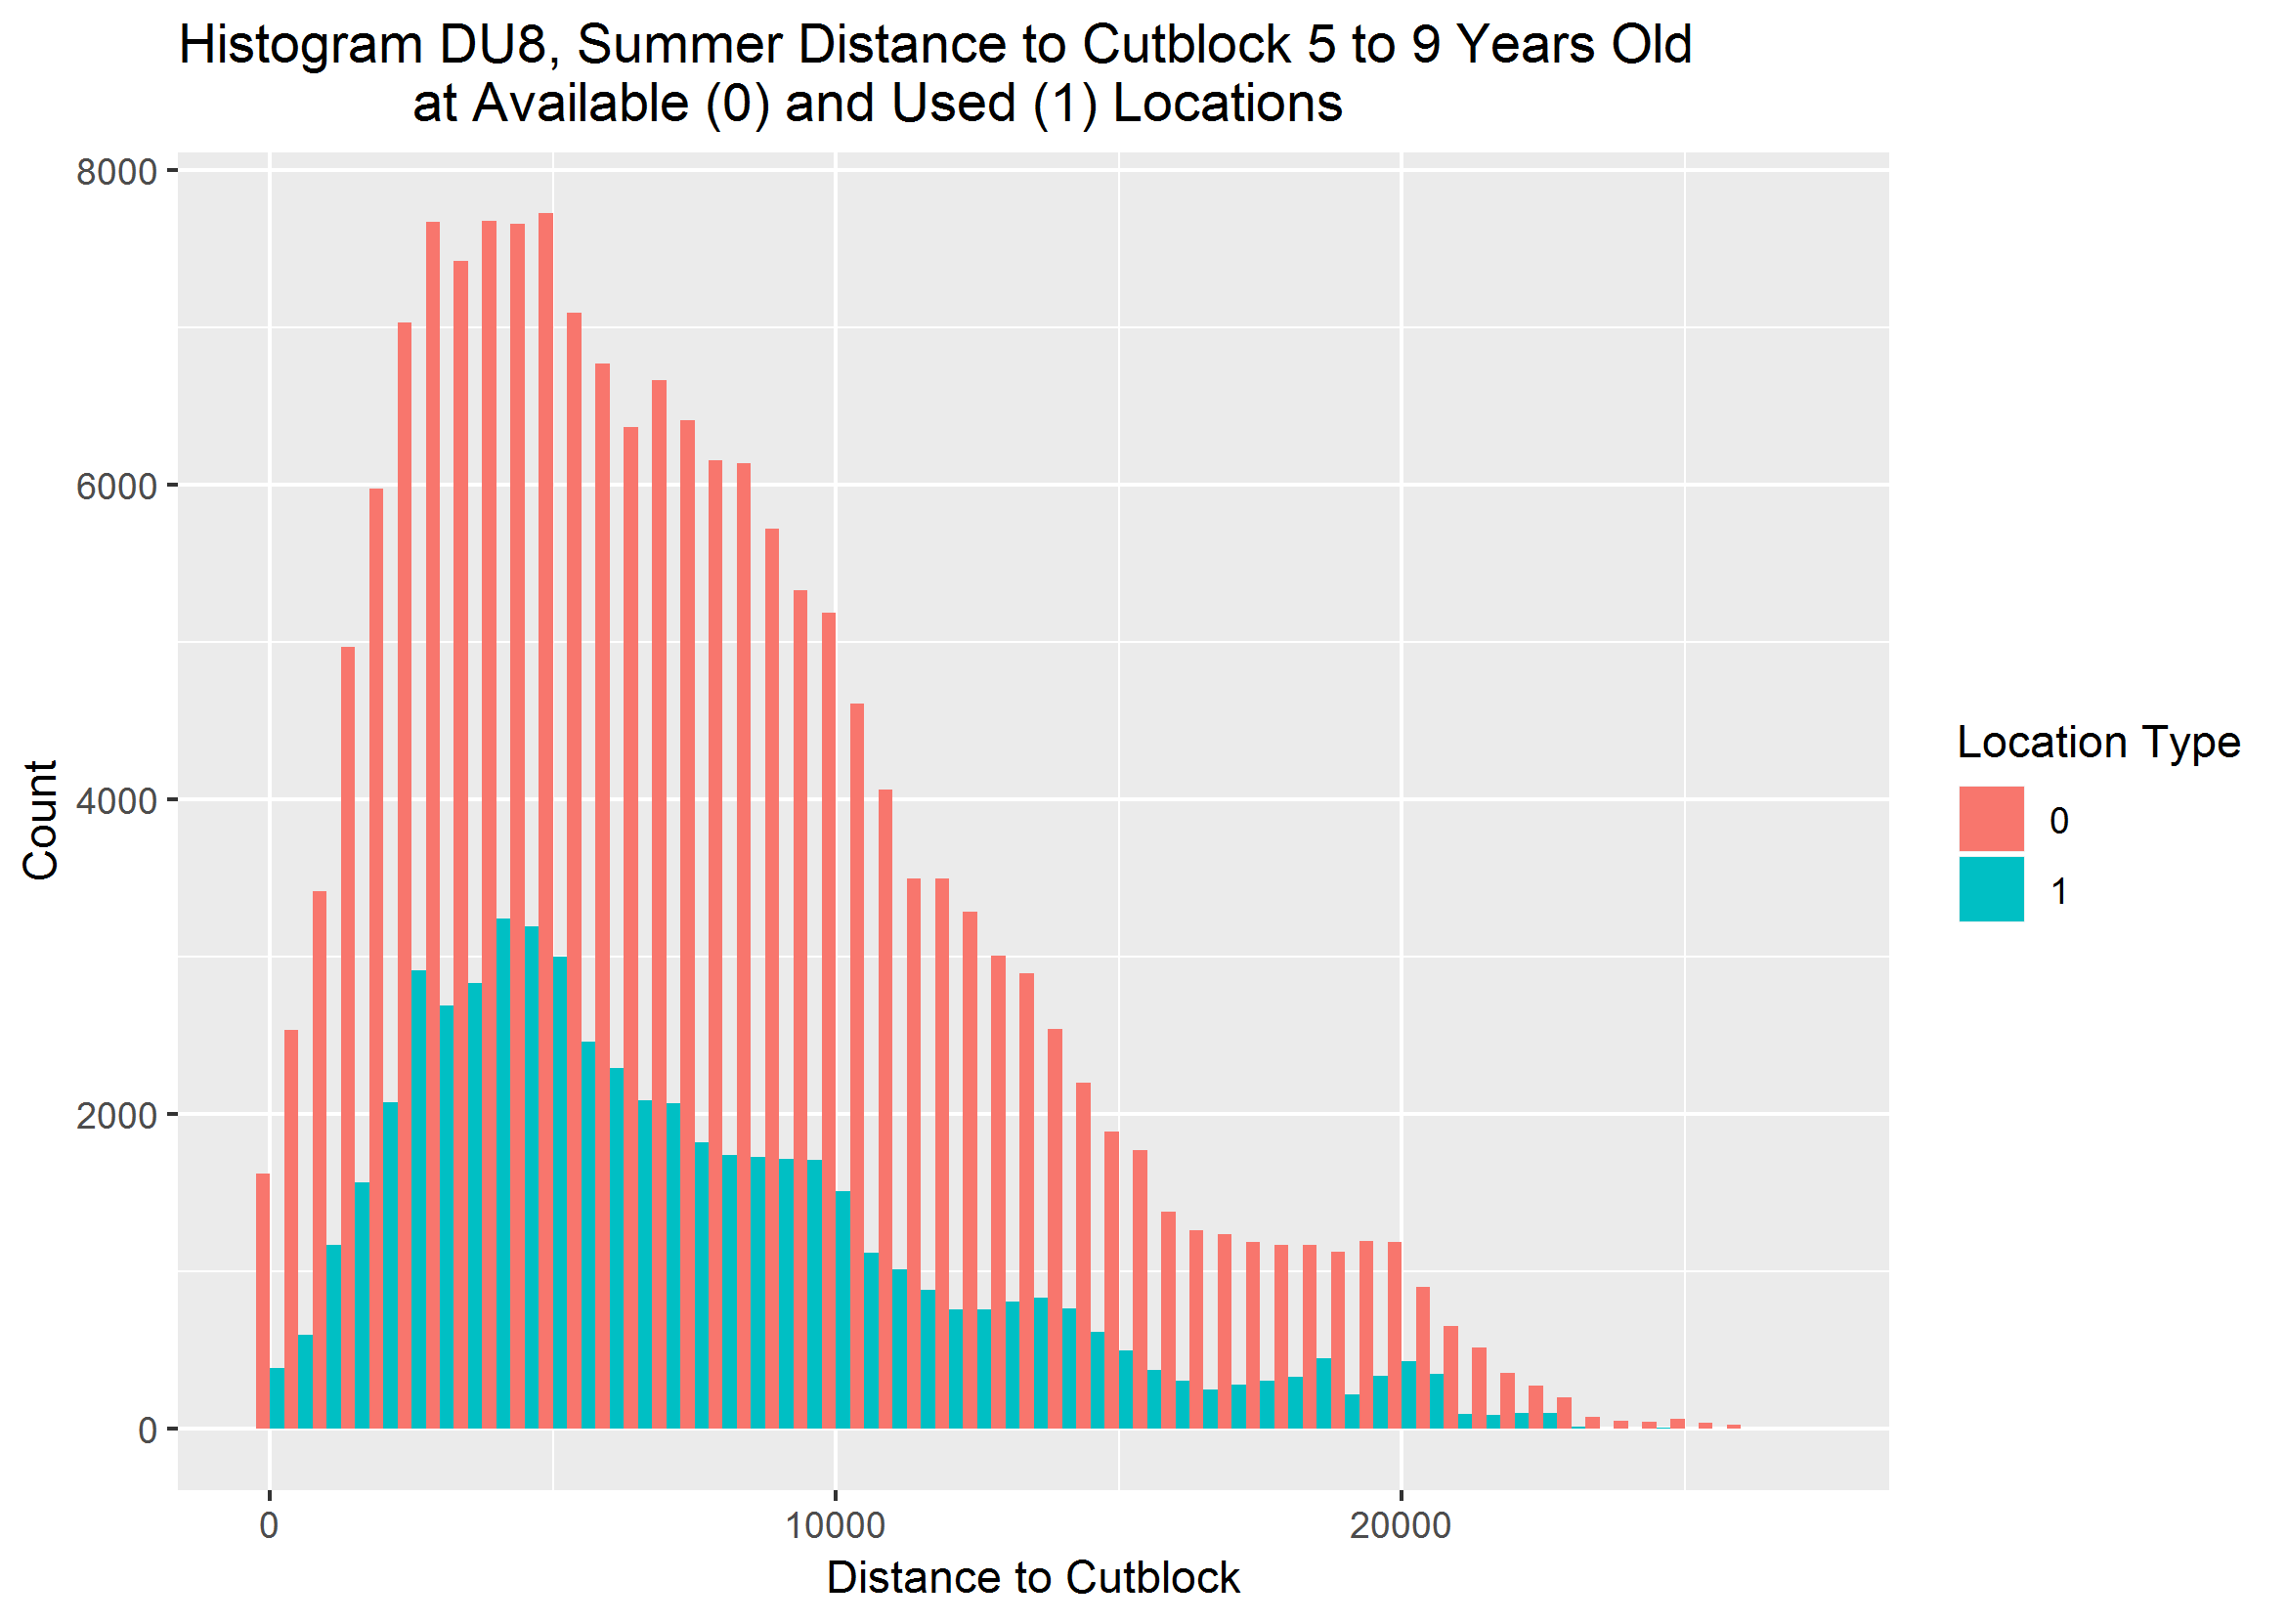 Histogram DU8, Summer Distance to Cutblock 5 to 9 Years Old
at Available (0) and Used (1) Locations
8000
6000
4000
2000
0
Count
0 10000 20000
Distance to Cutblock
Location Type
0
1